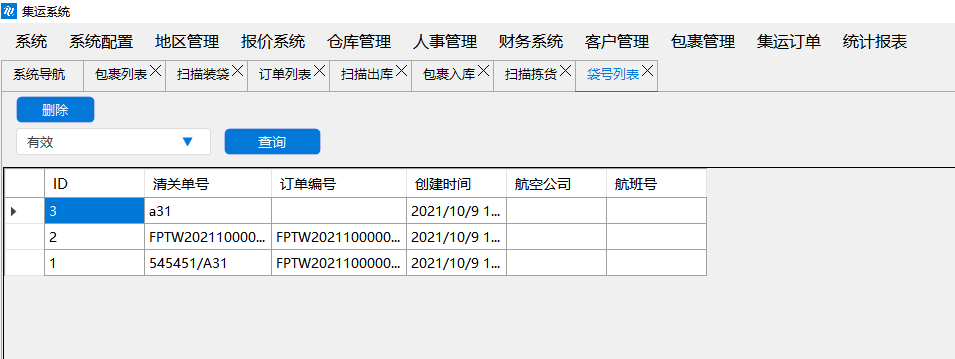 集运系统
系统 系统配置 地区管理 报价系统 仓库管理 人事管理 财务系统 客户管理 包裹管理 集运订单 统计报表
系统导航 包裹列表 扫描装袋 订单列表 扫描出库 包裹入库 扫描拣货 袋号列表
删除
有效 查询
ID 清关单号 订单编号 创建时间 航空公司 航班号
3 a31 2021/10/9 1...
2 FPTW202110000... FPTW2021100000... 2021/10/9 1...
1 545451/A31 FPTW2021100000... 2021/10/9 1...